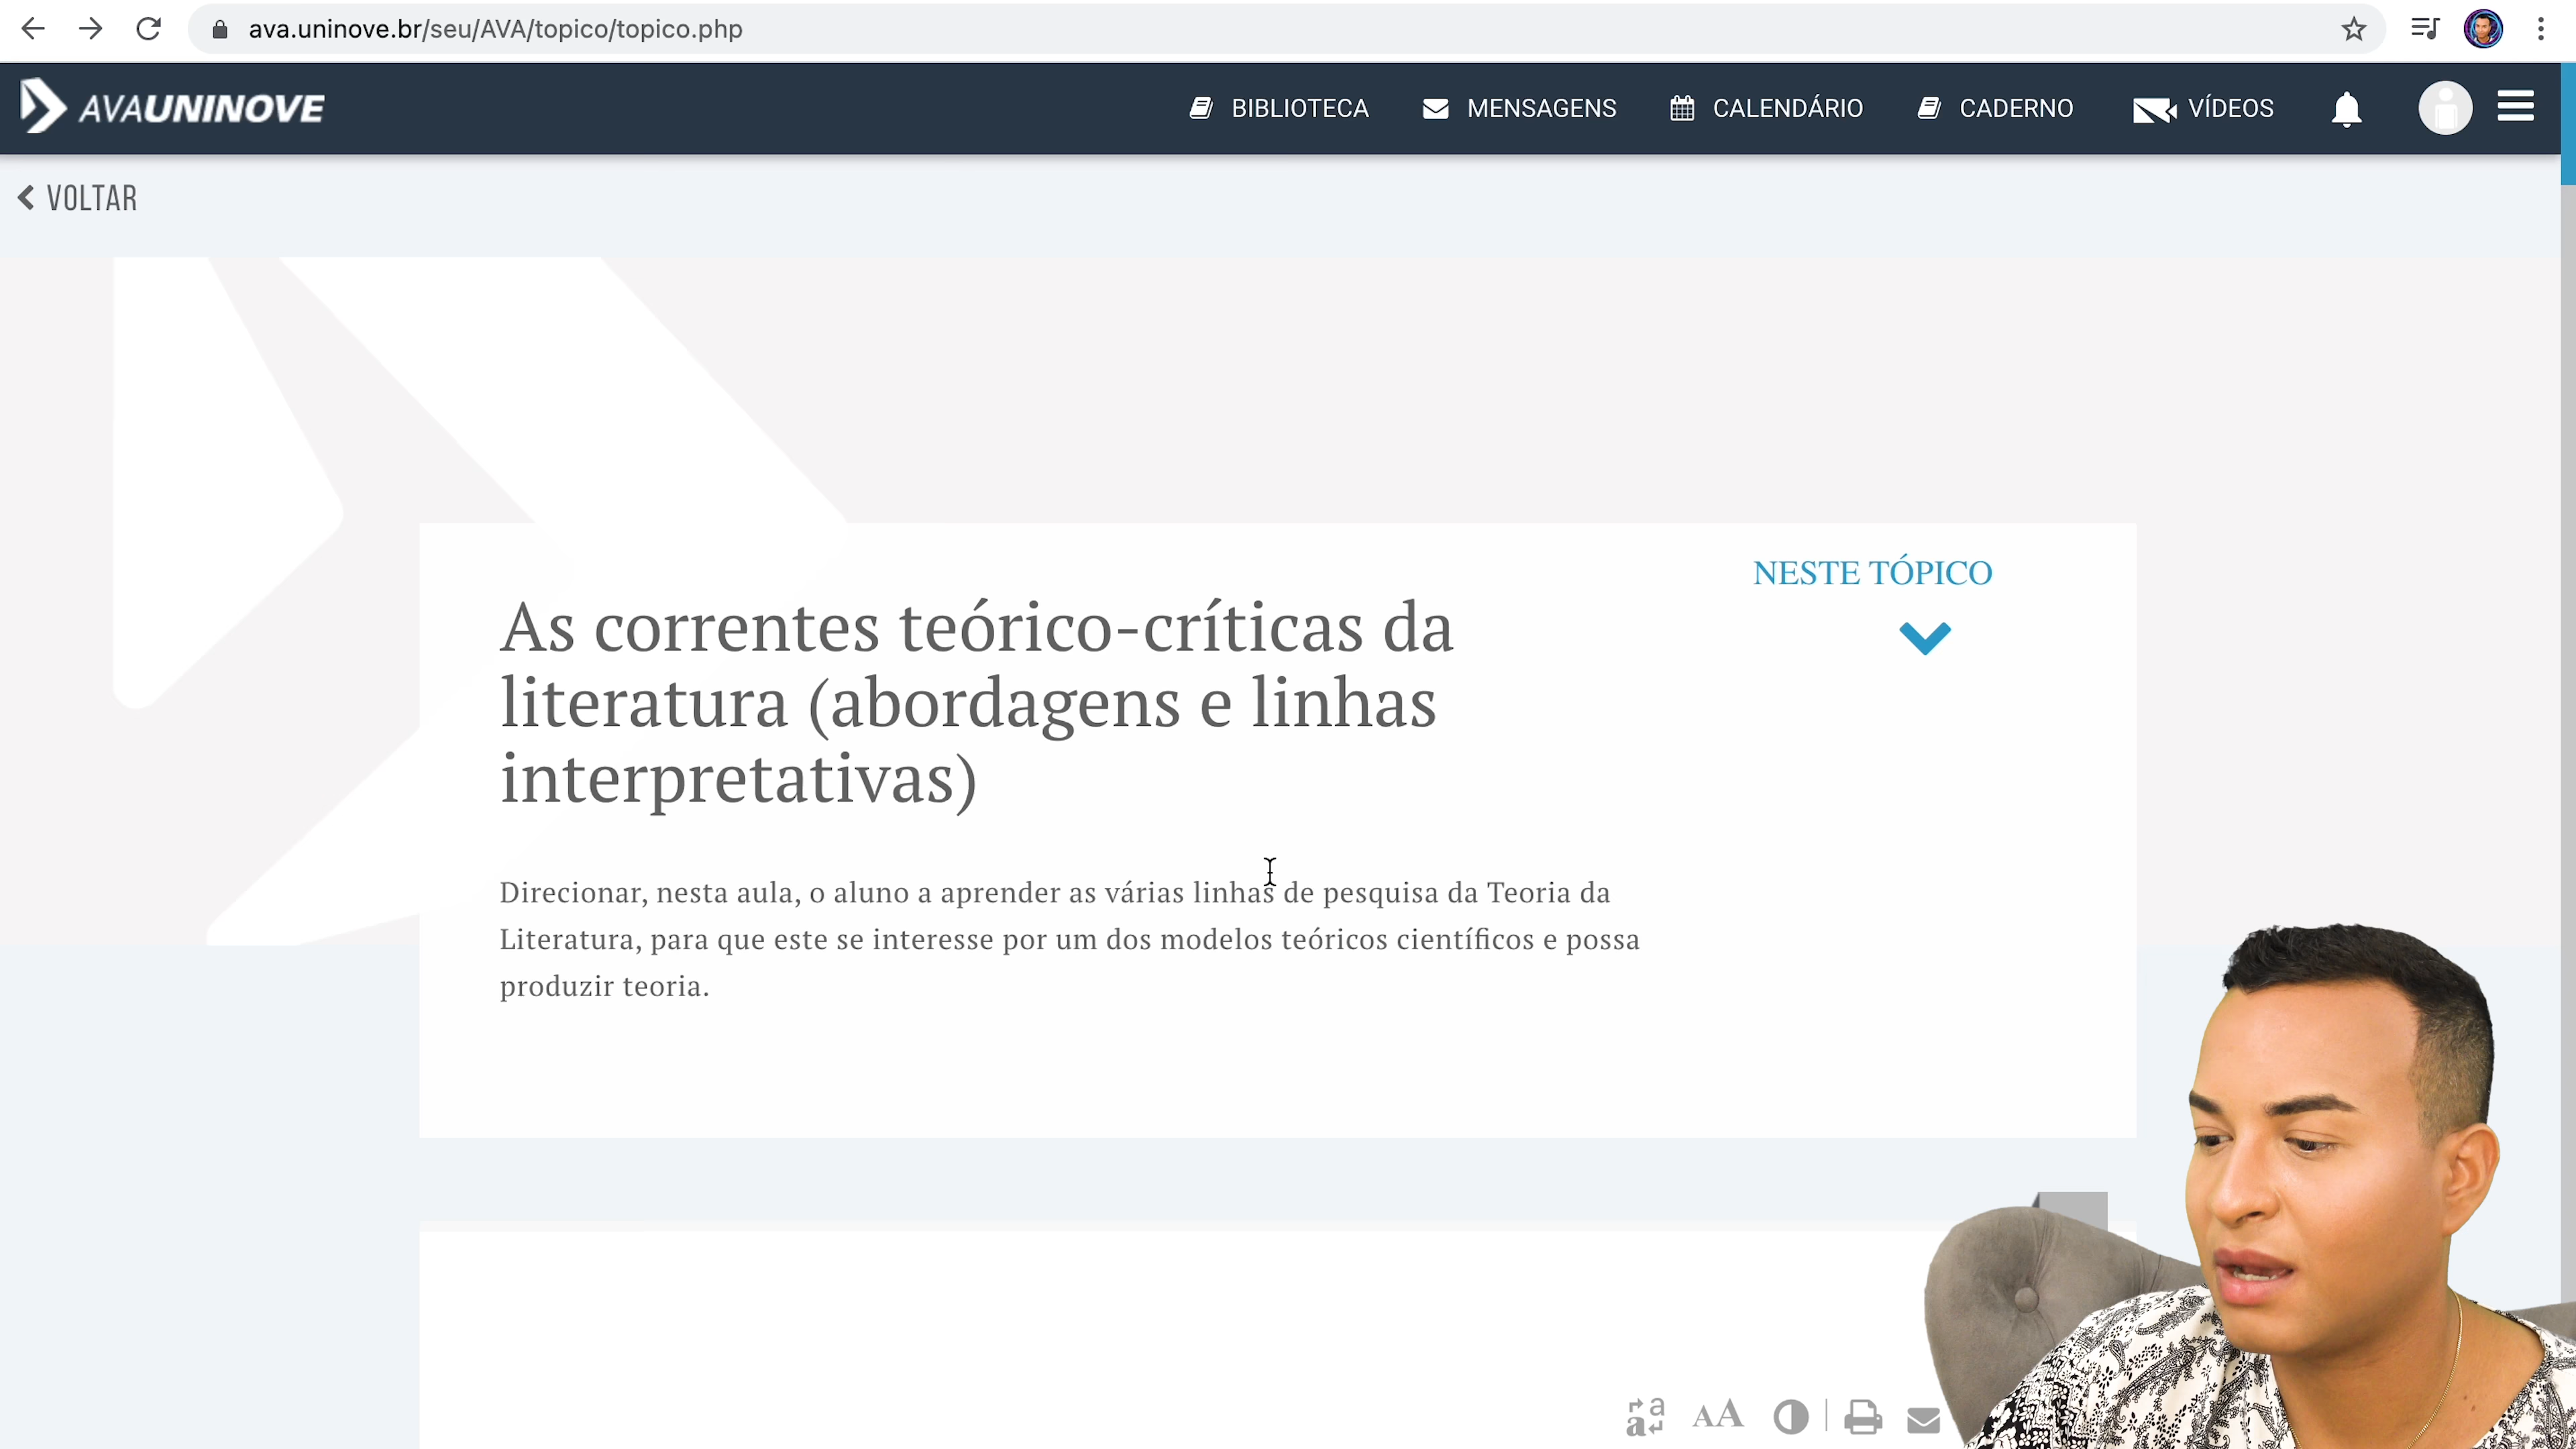 ava.uninove.br/seu/AVA/topico/topico.php
AVAUNINOVE
BIBLIOTECA
MENSAGENS
CALENDÁRIO
CADERNO
VÍDEOS
VOLTAR
NESTE TÓPICO
As correntes teórico-críticas da
literatura (abordagens e linhas
interpretativas)
Direcionar, nesta aula, o aluno a aprender as várias linhas de pesquisa da Teoria da
Literatura, para que este se interesse por um dos modelos teóricos científicos e possa
produzir teoria.